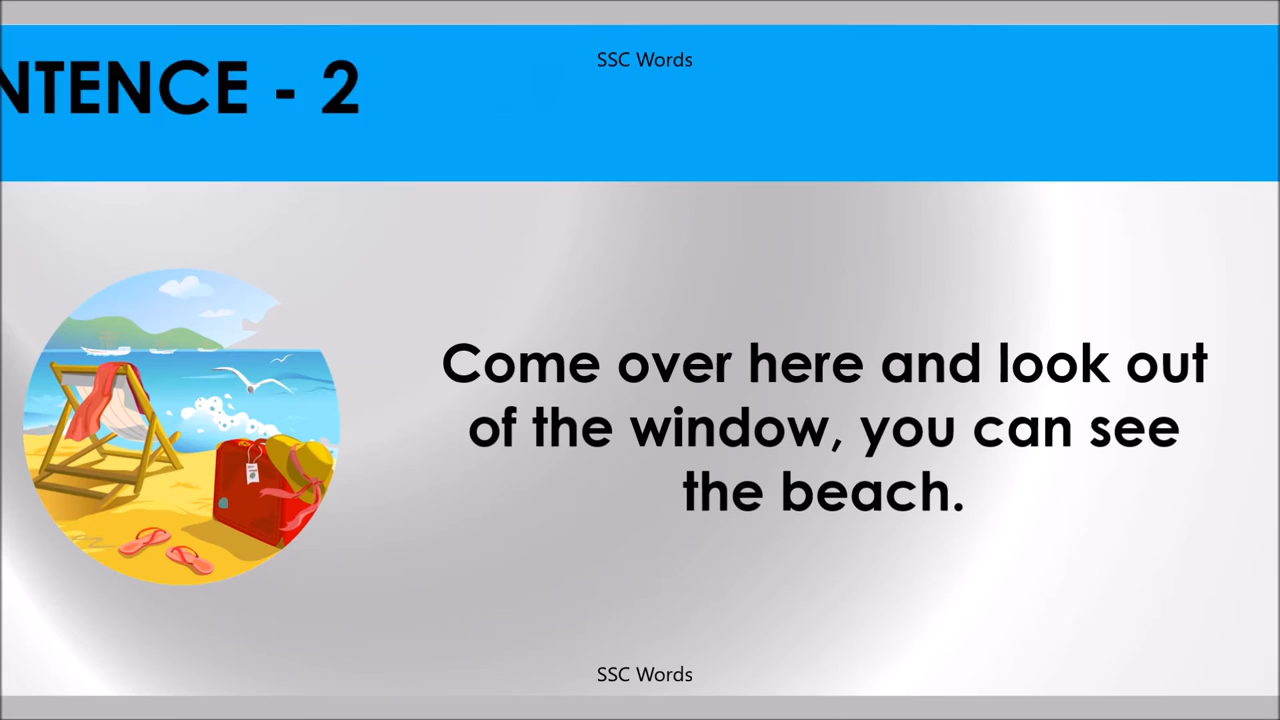 SSC Words
NTENCE - 2
Come over here and look out
of the window, you can see
the beach.
SSC Words